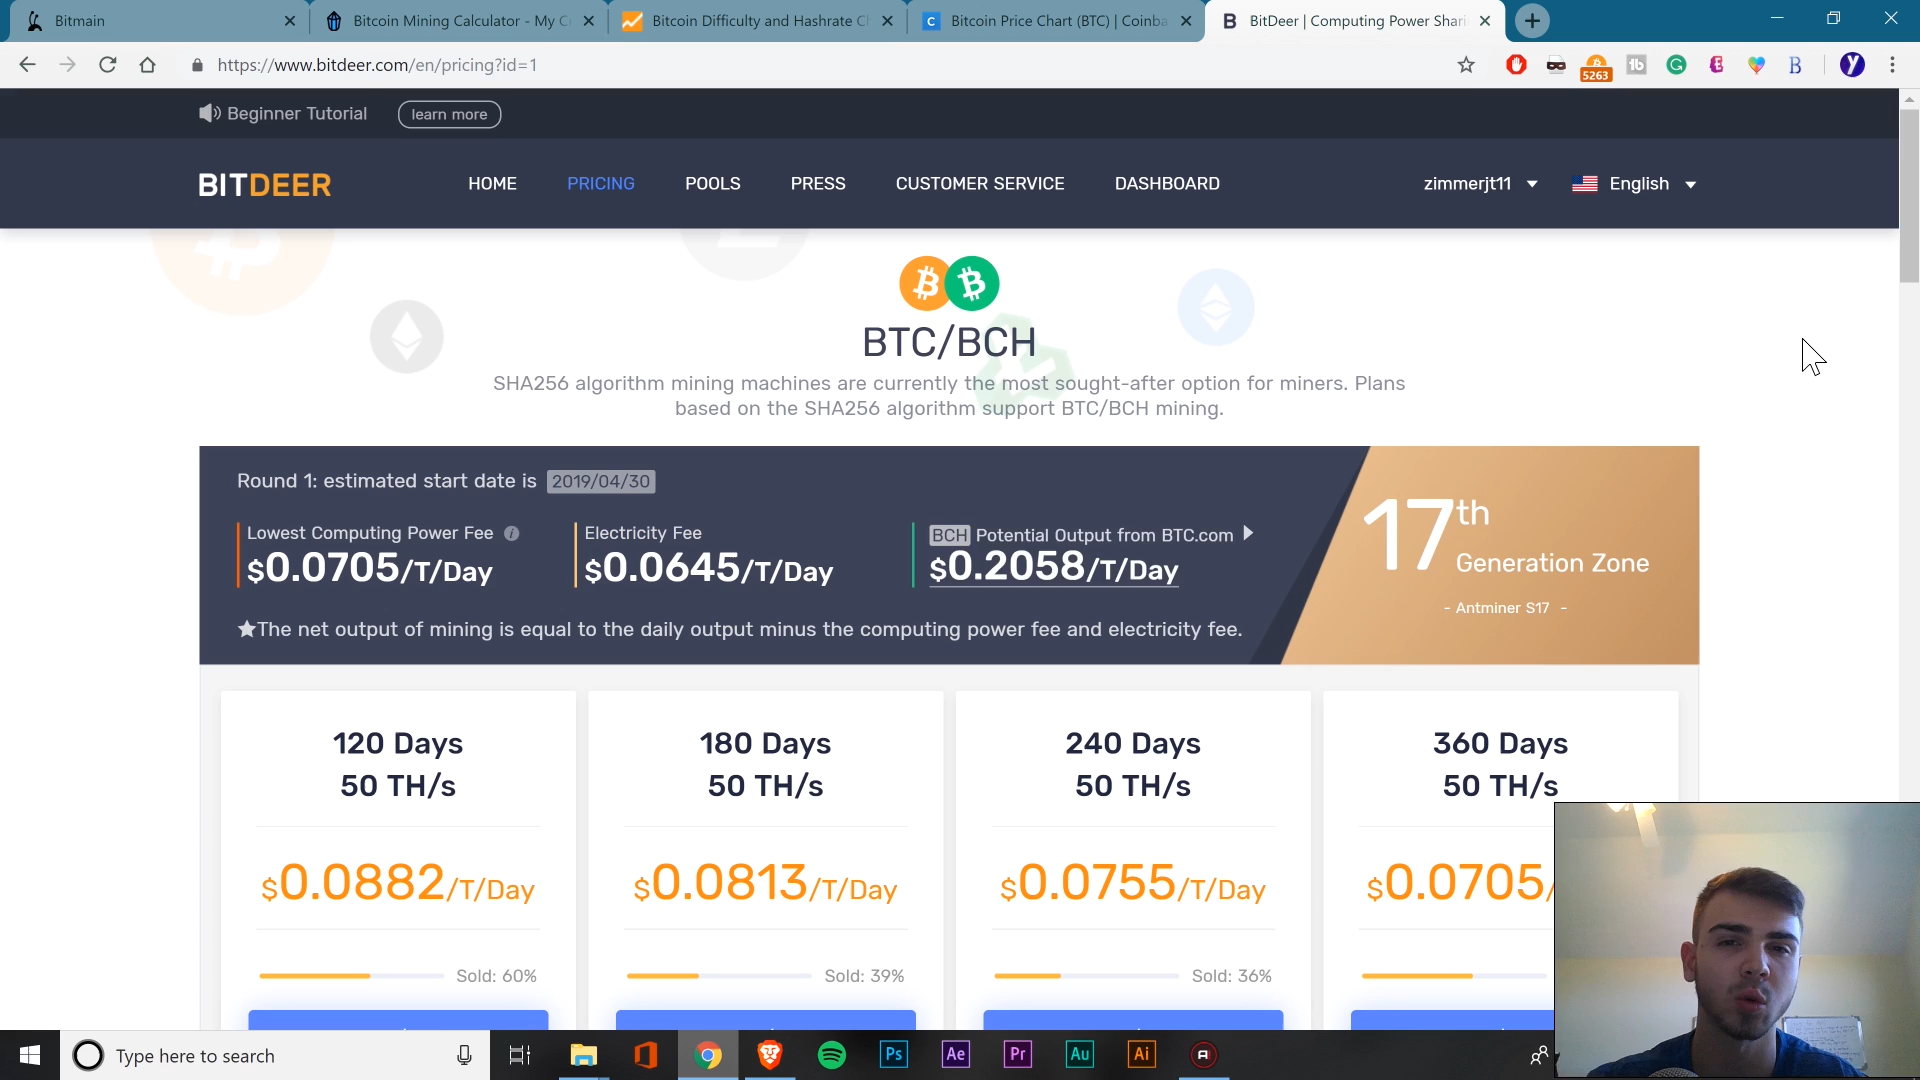 Bitmain
Bitcoin Mining Calculator - My C
Bitcoin Difficulty and Hashrate C
Bitcoin Price Chart (BTC) | Coinba
BitDeer | Computing Power Shari
https://www.bitdeer.com/en/pricing?id=1
5263
Beginner Tutorial
learn more
BITDEER
HOME
PRICING
POOLS
PRESS
CUSTOMER SERVICE
DASHBOARD
zimmerjt11
English
BTC/BCH
SHA256 algorithm mining machines are currently the most sought-after option for miners. Plans
based on the SHA256 algorithm support BTC/BCH mining.
Round 1: estimated start date is 2019/04/30
Lowest Computing Power Fee
$0.0705/T/Day
Electricity Fee
$0.0645/T/Day
BCH Potential Output from BTC.com
$0.2058/T/Day
★The net output of mining is equal to the daily output minus the computing power fee and electricity fee.
17th
Generation Zone
- Antminer S17 -
120 Days
50 TH/s
$0.0882/T/Day
Sold: 60%
180 Days
50 TH/s
$0.0813/T/Day
Sold: 39%
240 Days
50 TH/s
$0.0755/T/Day
Sold: 36%
360 Days
50 TH/s
$0.0705/
Type here to search
Ps
Ae
Pr
Au
Ai